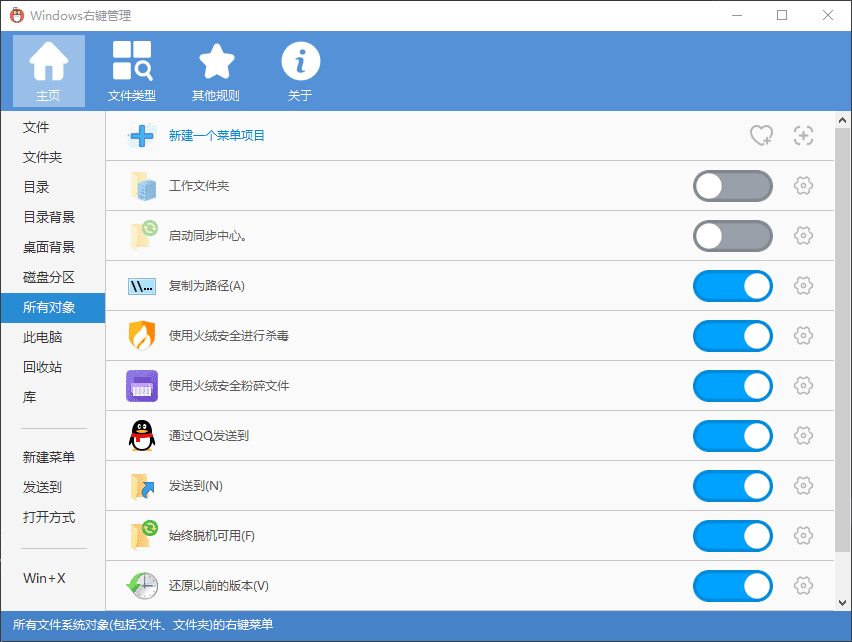 Windows右键管理
主页
文件类型
其他规则
关于
文件
文件夹
目录
目录背景
桌面背景
磁盘分区
所有对象
此电脑
回收站
库
新建菜单
发送到
打开方式
Win+X
新建一个菜单项目
工作文件夹
启动同步中心。
\\...
复制为路径(A)
使用火绒安全进行杀毒
使用火绒安全粉碎文件
通过QQ发送到
发送到(N)
始终脱机可用(F)
还原以前的版本(V)
所有文件系统对象(包括文件、文件夹)的右键菜单